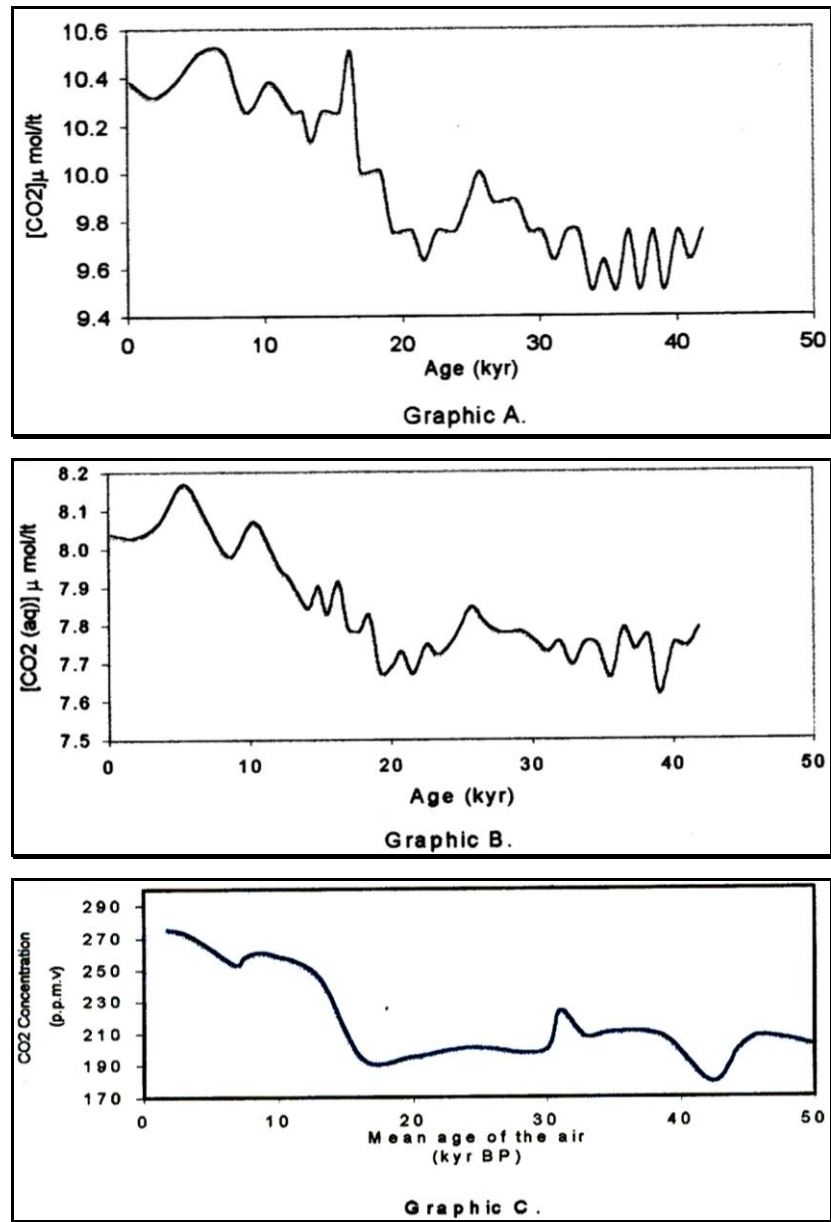 10.6
10.4
10.2
10.0
9.8
9.6
9.4
[CO2]µ mol/lt
0 10 20 30 40 50
Age (kyr)
Graphic A.
8.2
8.1
8.0
7.9
7.8
7.7
7.6
7.5
[CO2 (aq)] µ mol/lt
0 10 20 30 40 50
Age (kyr)
Graphic B.
290
270
250
230
210
190
170
CO2 Concentration
(p.p.m.v)
0 10 20 30 40 50
Mean age of the air
(kyr BP)
Graphic C.